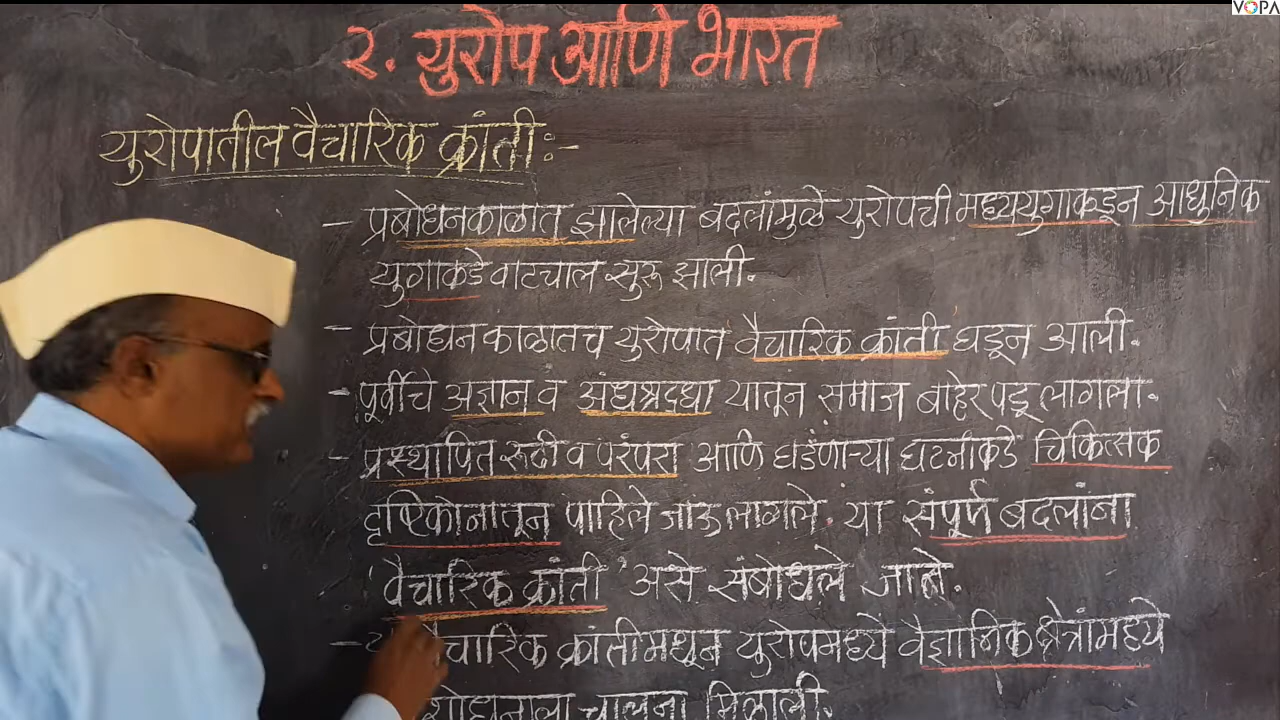 VOPA
२. युरोप आणि भारत
युरोपातील वैचारिक क्रांती:-
- प्रबोधनकाळात झालेल्या बदलांमुळे युरोपची मध्ययुगाकडून आधुनिक
युगाकडे वाटचाल सुरू झाली.
- प्रबोधनकाळातच युरोपात वैचारिक क्रांती घडून आली.
- पूर्वीचे अज्ञान व अंधश्रद्धा यातून समाज बाहेर पडू लागला.
- प्रस्थापित रूढी व परंपरा आणि घडणाऱ्या घटनांकडे चिकित्सक
दृष्टिकोनातून पाहिले जाऊ लागले. या संपूर्ण बदलांना
'वैचारिक क्रांती' असे संबोधले जाते.
- वैचारिक क्रांतीमधून युरोपमध्ये वैज्ञानिक क्षेत्रांमध्ये
चालना मिळाली.